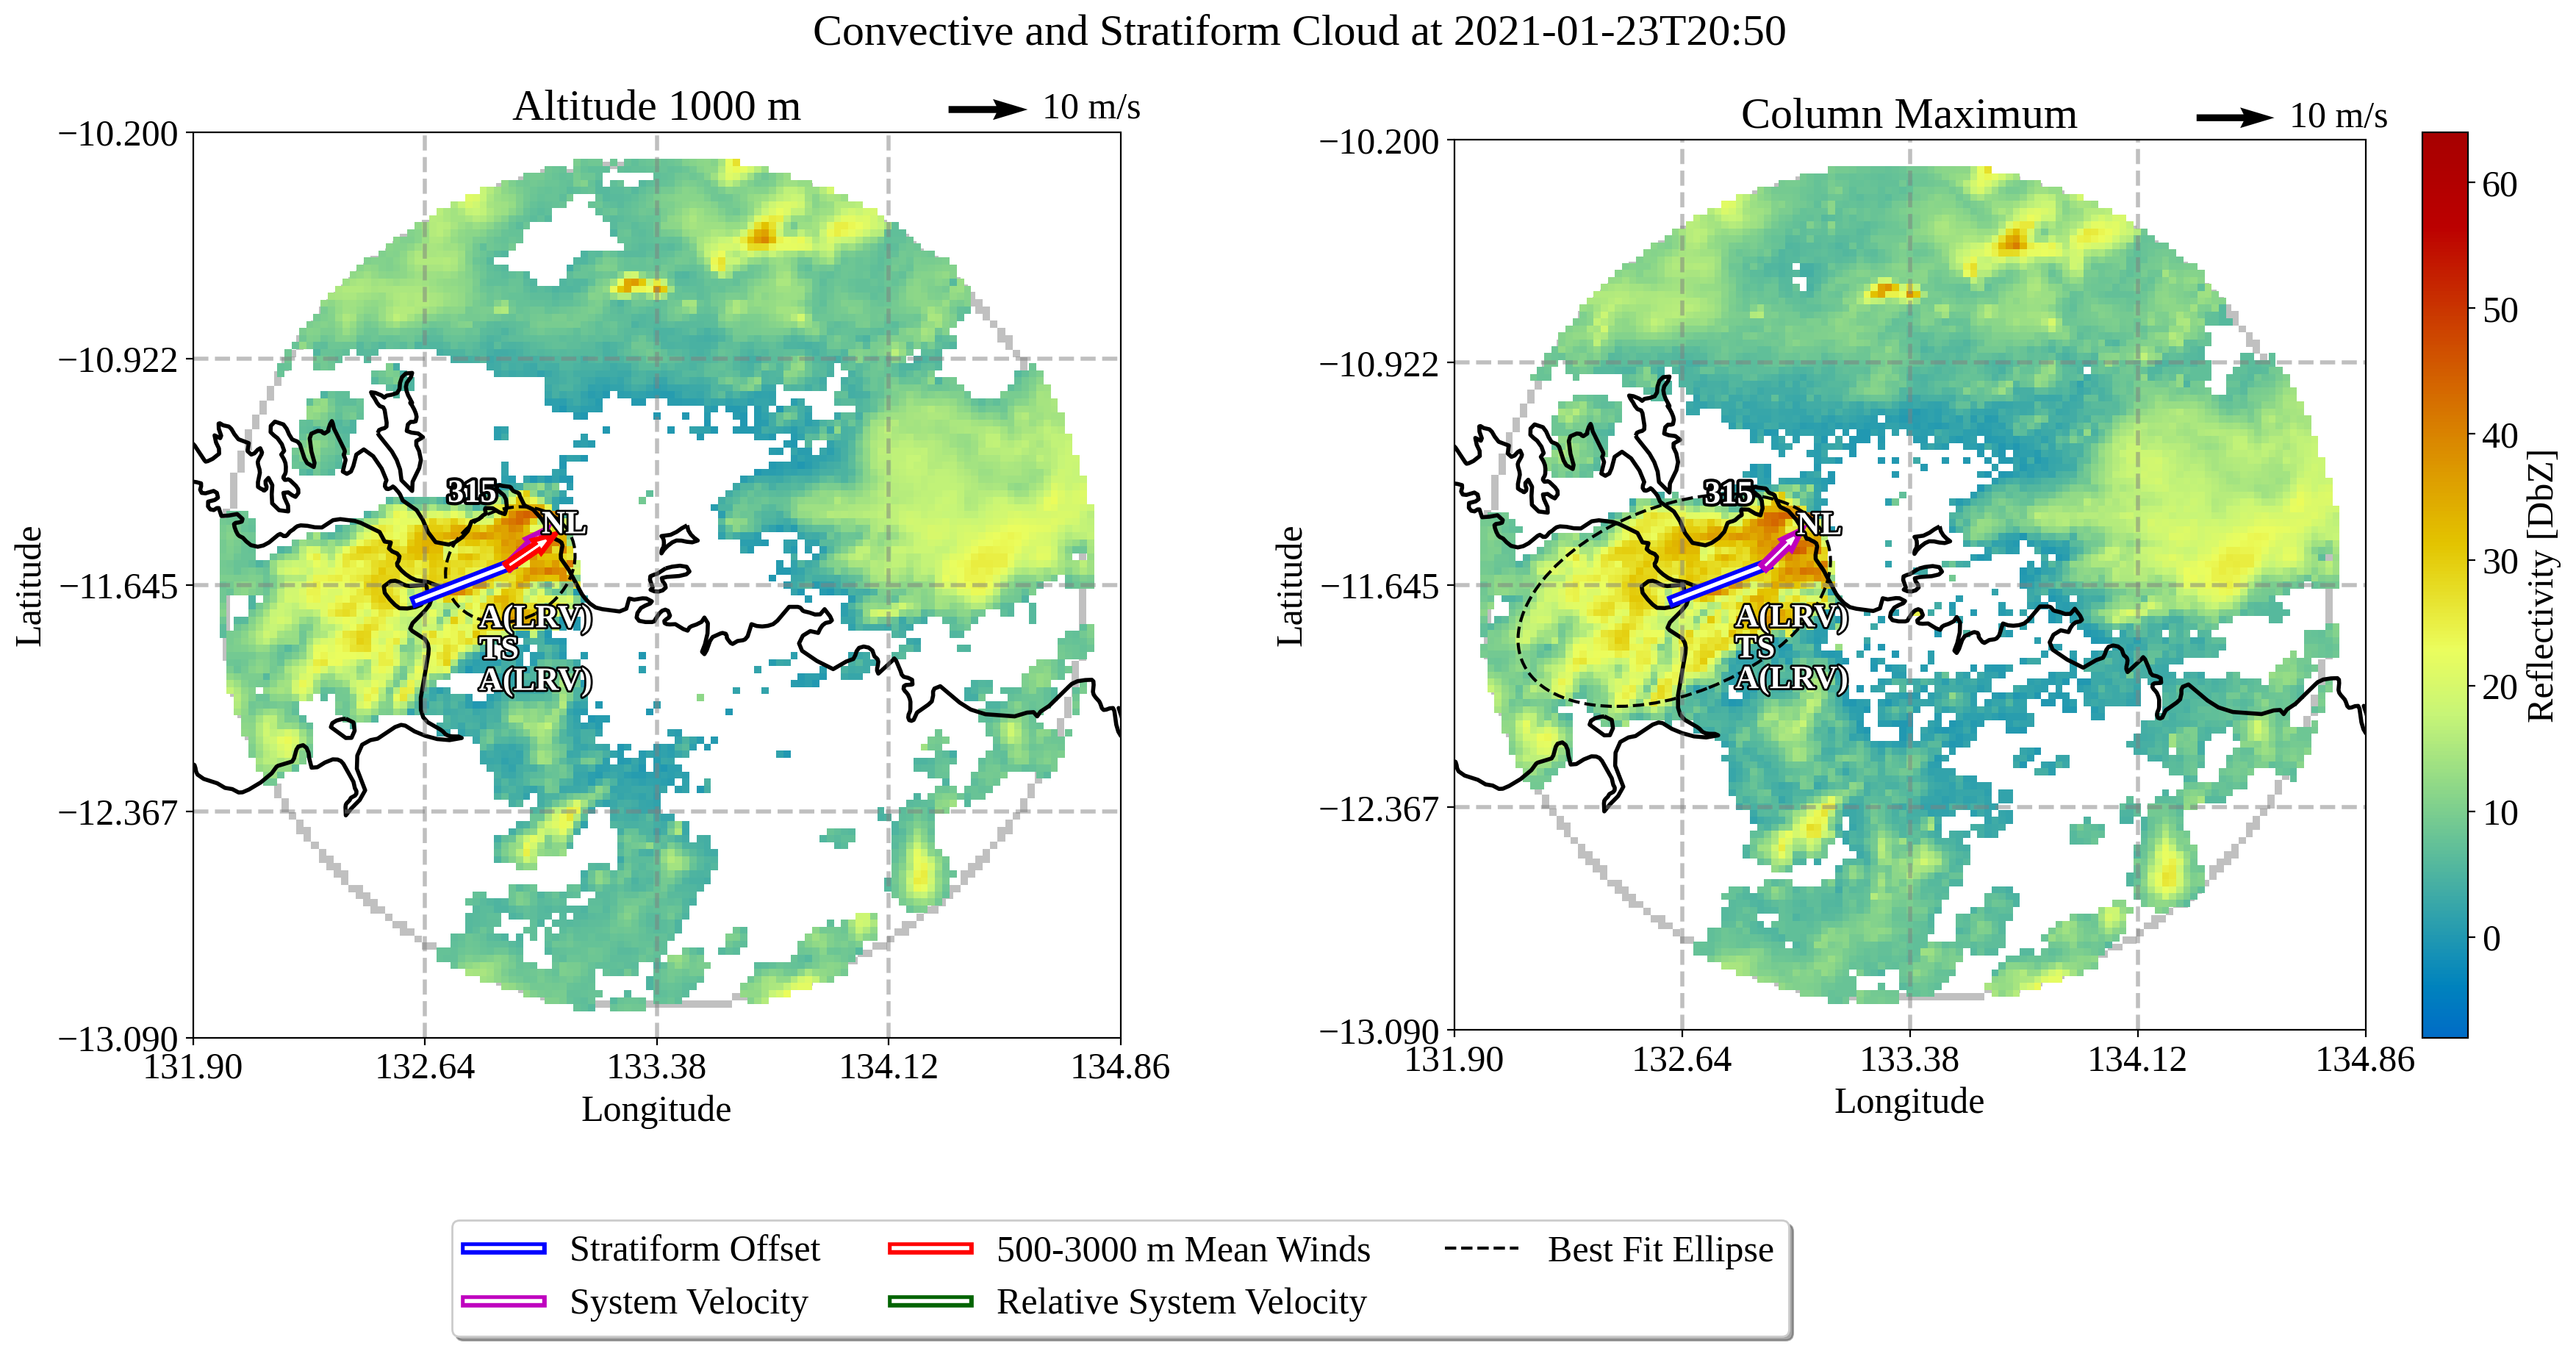 Convective and Stratiform Cloud at 2021-01-23T20:50
Altitude 1000 m
10 m/s
−10.200
−10.922
−11.645
−12.367
−13.090
131.90
132.64
133.38
134.12
134.86
Latitude
Longitude
315
NL
A(LRV)
TS
A(LRV)
Column Maximum
10 m/s
−10.200
−10.922
−11.645
−12.367
−13.090
131.90
132.64
133.38
134.12
134.86
Latitude
Longitude
315
NL
A(LRV)
TS
A(LRV)
60
50
40
30
20
10
0
Reflectivity [DbZ]
Stratiform Offset
System Velocity
500-3000 m Mean Winds
Relative System Velocity
Best Fit Ellipse